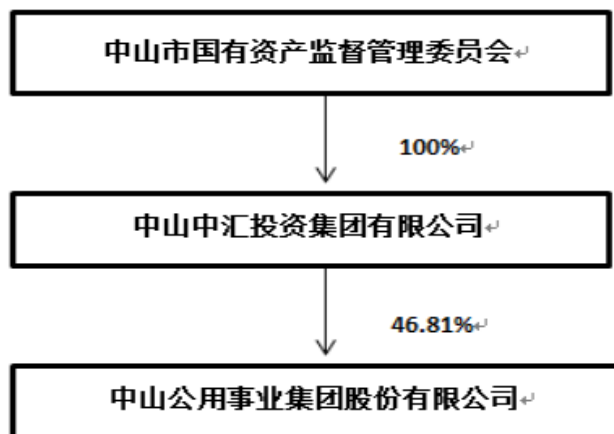 中山市国有资产监督管理委员会
100%
中山中汇投资集团有限公司
46.81%
中山公用事业集团股份有限公司